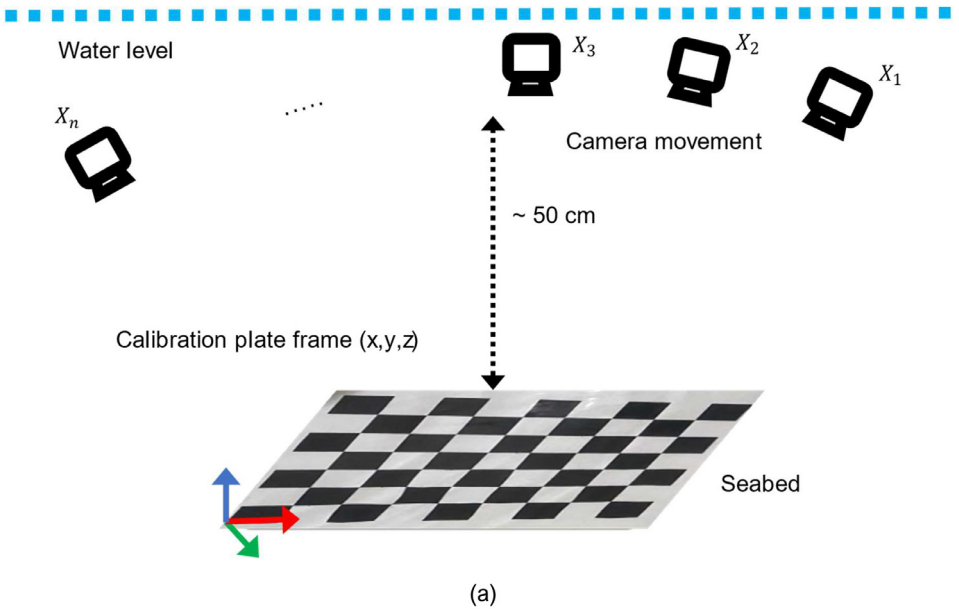 Water level
X₃
X₂
X₁
Xₙ
.....
Camera movement
~ 50 cm
Calibration plate frame (x,y,z)
Seabed
(a)